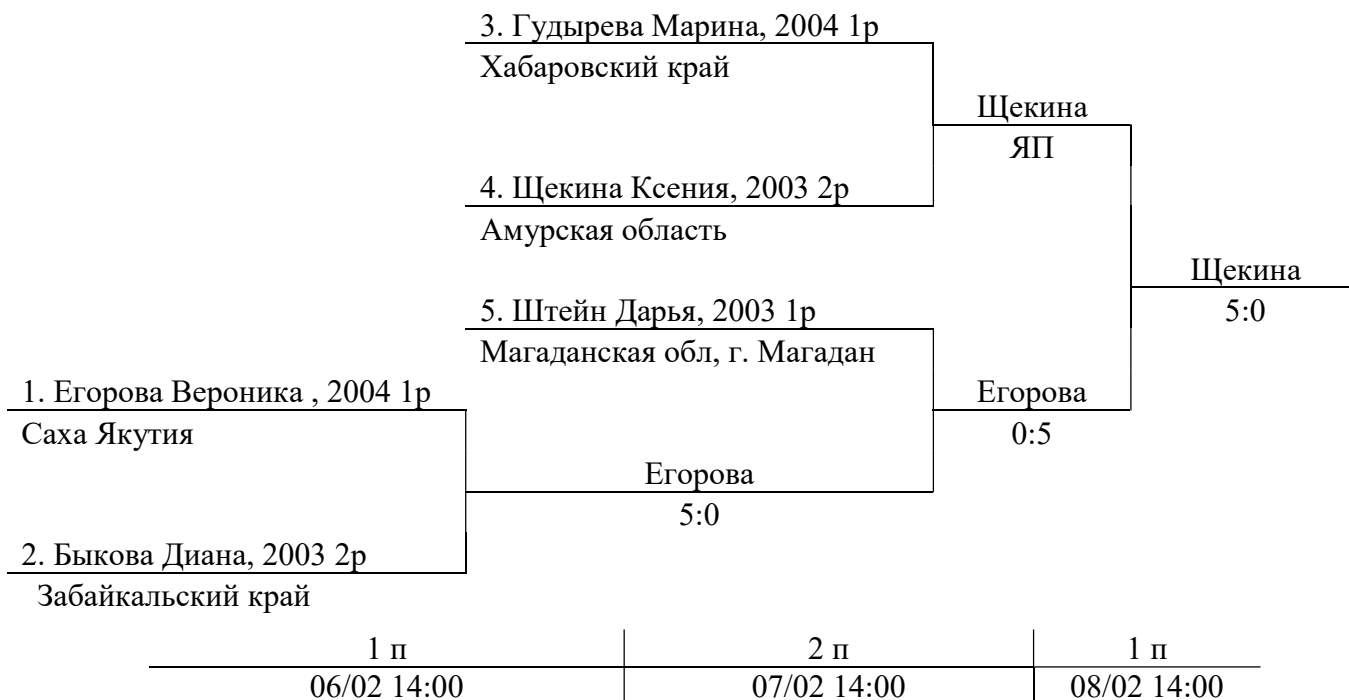 3. Гудырева Марина, 2004 1р
Хабаровский край
Щекина
ЯП
4. Щекина Ксения, 2003 2р
Амурская область
Щекина
5:0
5. Штейн Дарья, 2003 1р
Магаданская обл, г. Магадан
1. Егорова Вероника , 2004 1р
Саха Якутия
Егорова
0:5
Егорова
5:0
2. Быкова Диана, 2003 2р
Забайкальский край
1 п 2 п 1 п
06/02 14:00 07/02 14:00 08/02 14:00